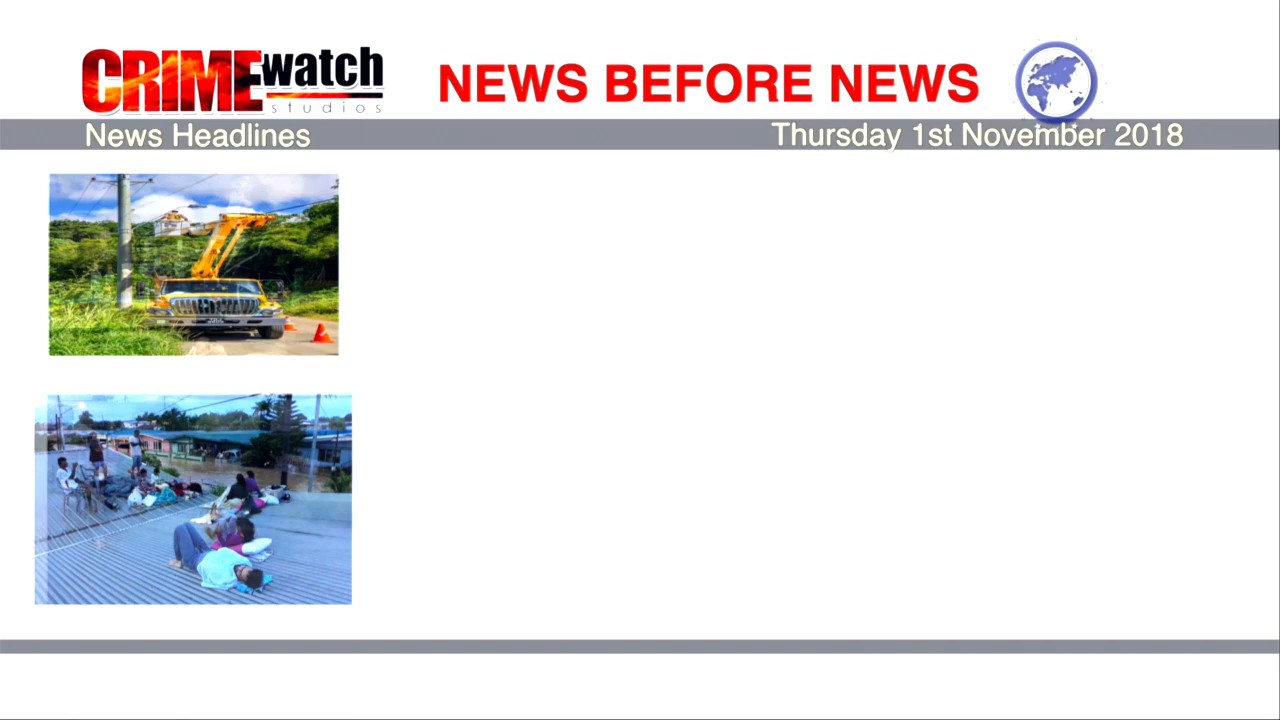 CRIMEwatch
studios
NEWS BEFORE NEWS
News Headlines
Thursday 1st November 2018